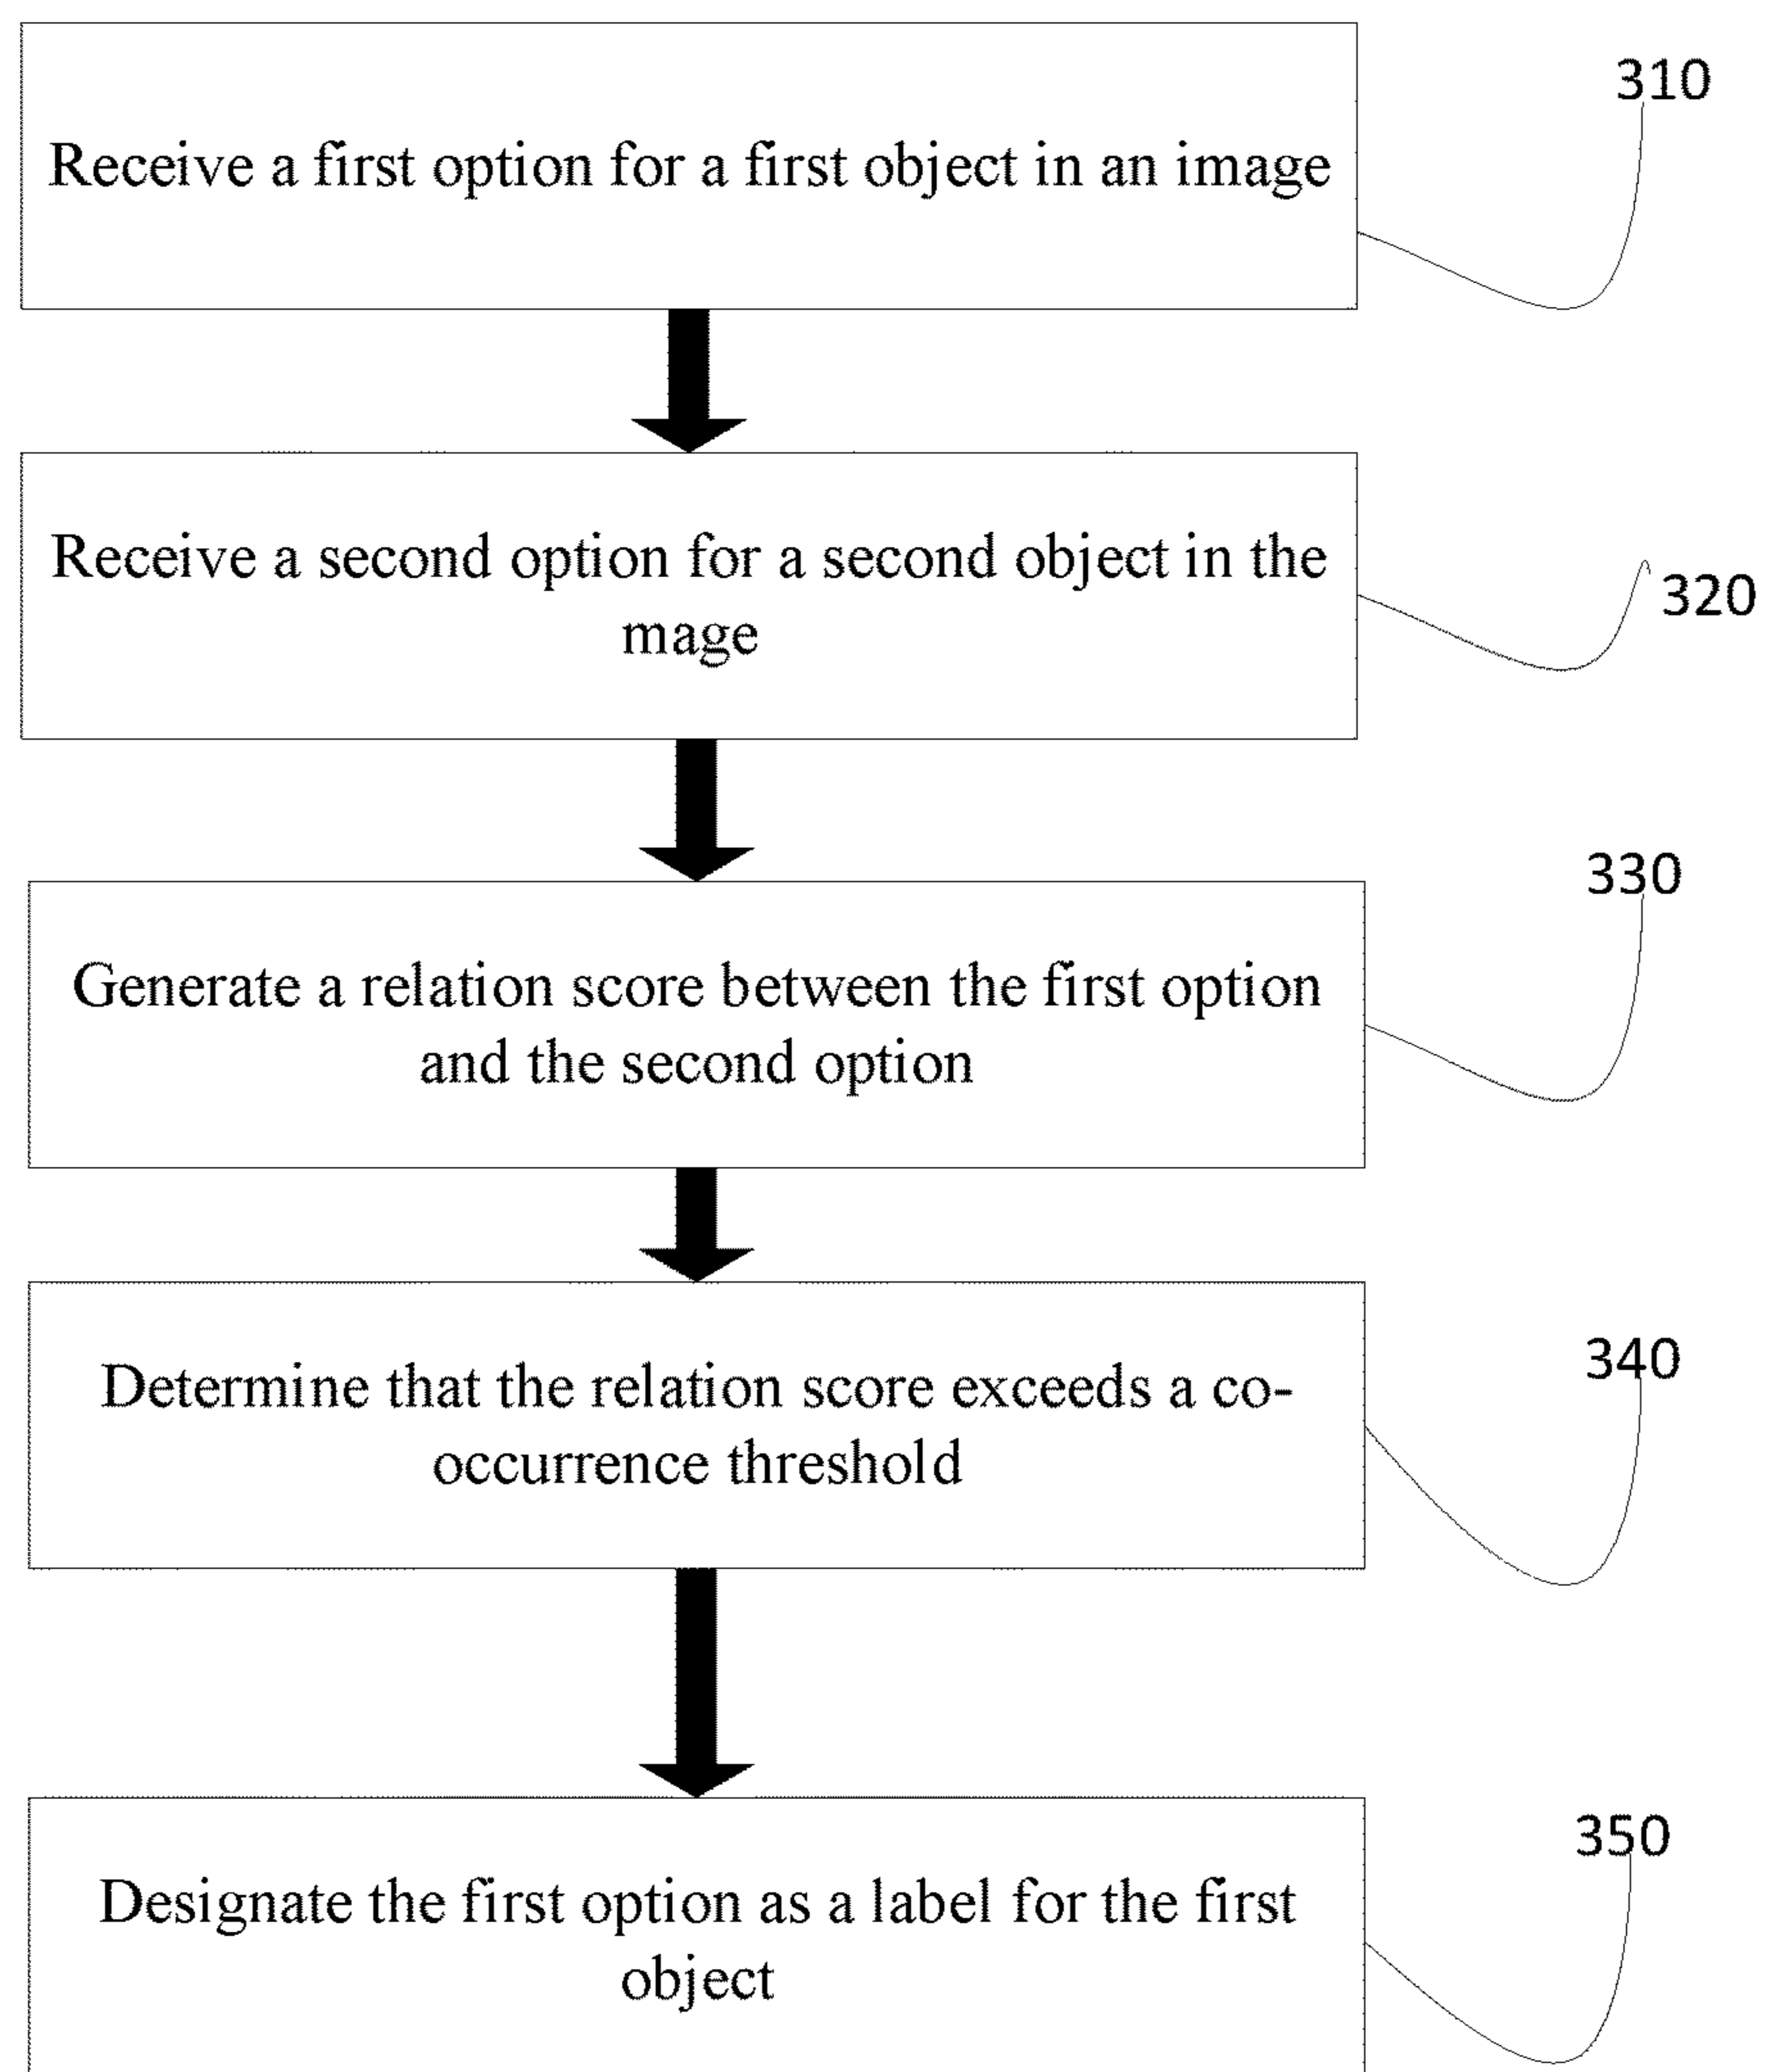 310
Receive a first option for a first object in an image
Receive a second option for a second object in the
mage
320
330
Generate a relation score between the first option
and the second option
340
Determine that the relation score exceeds a co-
occurrence threshold
350
Designate the first option as a label for the first
object